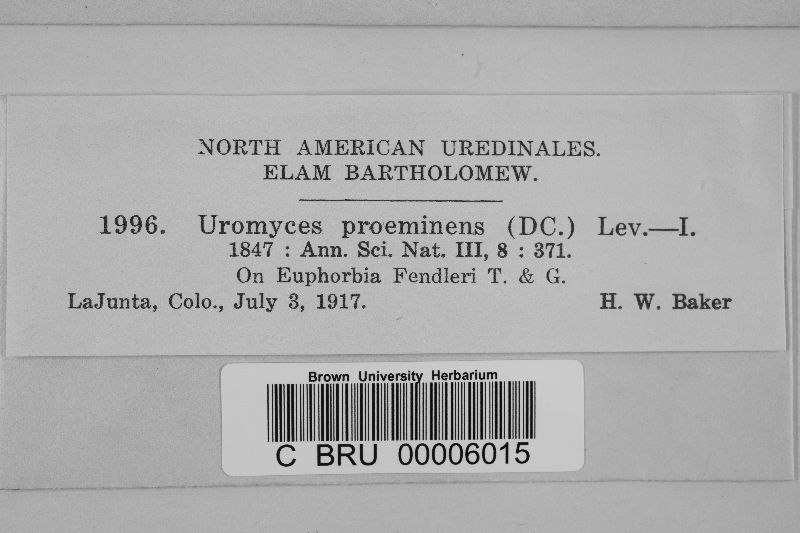 NORTH AMERICAN UREDINALES.
ELAM BARTHOLOMEW.
1996. Uromyces proeminens (DC.) Lev.—I.
1847 : Ann. Sci. Nat. III, 8 : 371.
On Euphorbia Fendleri T. & G.
LaJunta, Colo., July 3, 1917. H. W. Baker
Brown University Herbarium
C BRU 00006015